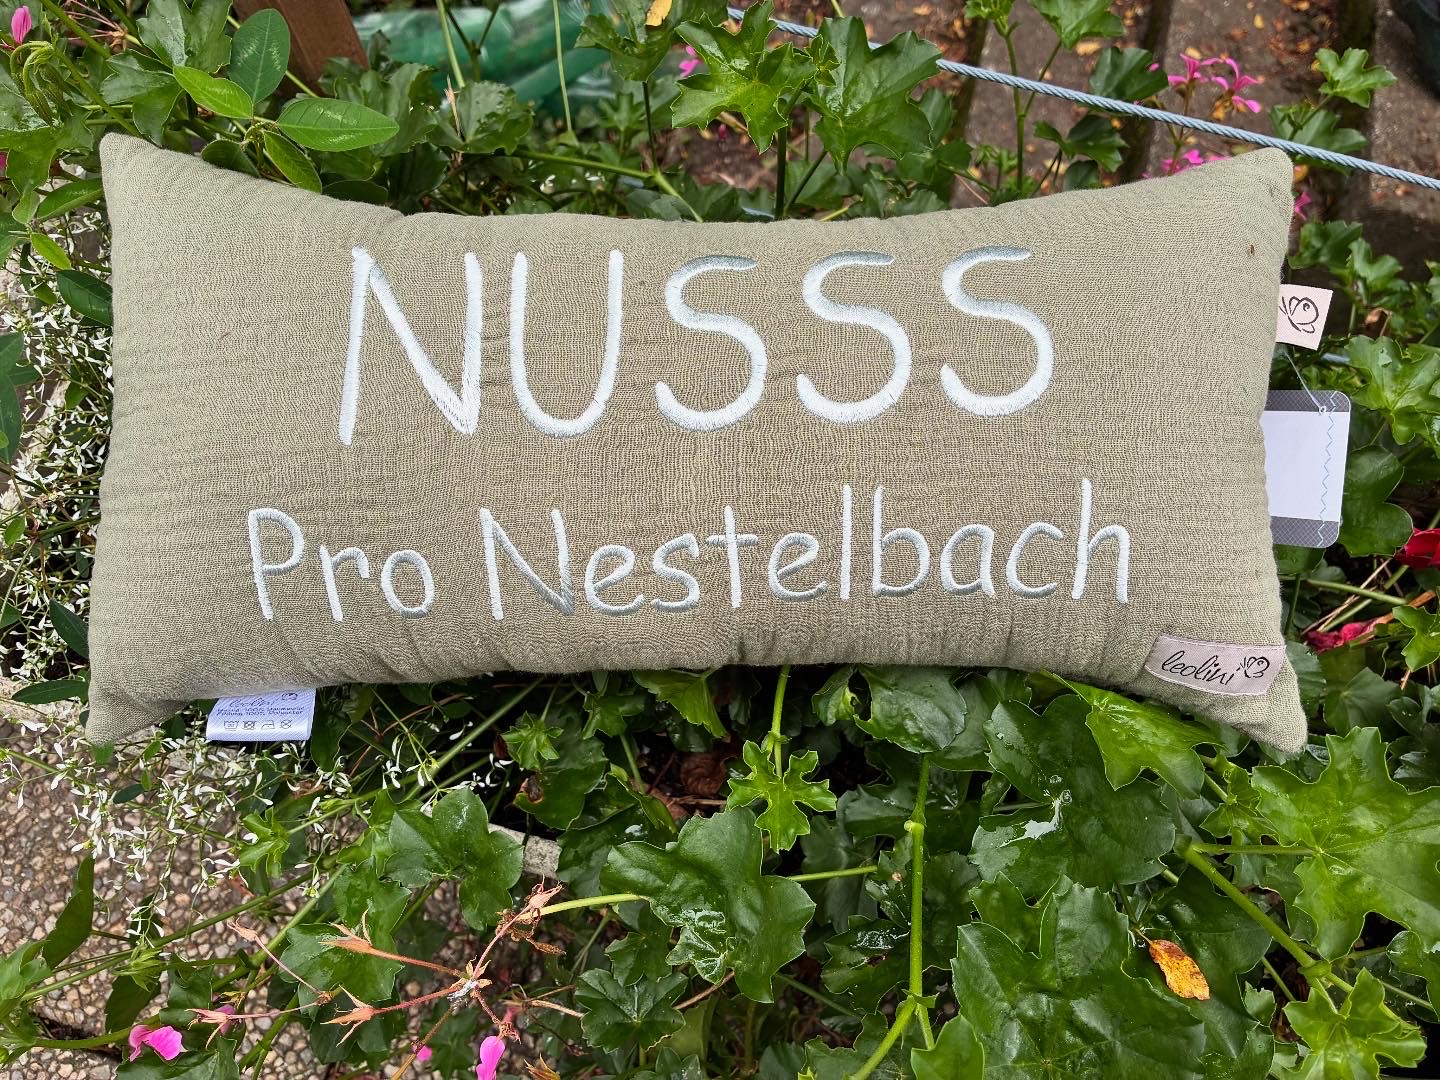 NUSSS
Pro Nestelbach
leolini